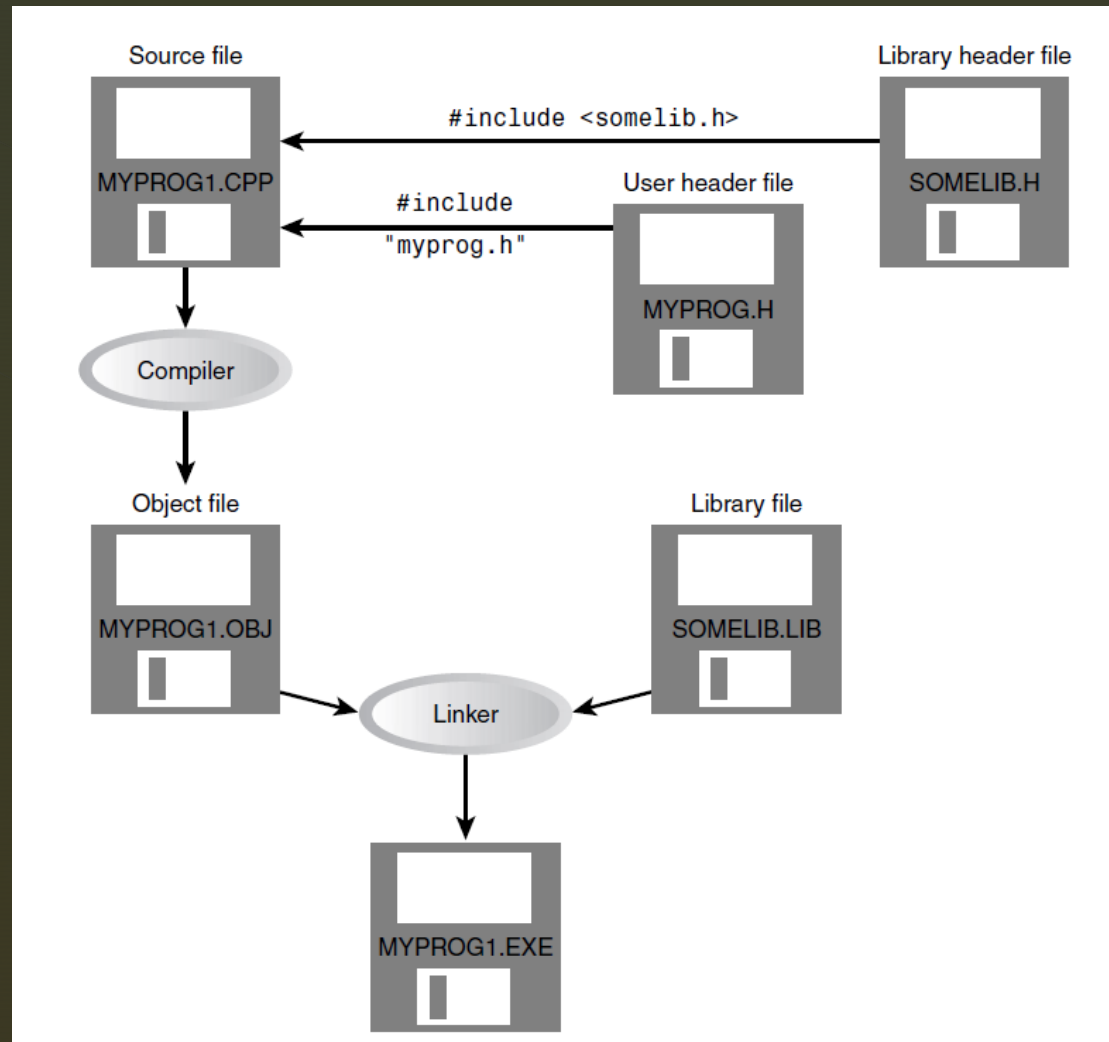 Source file
Library header file
#include <somelib.h>
MYPROG1.CPP
SOMELIB.H
User header file
#include
"myprog.h"
MYPROG.H
Compiler
Object file
Library file
MYPROG1.OBJ
SOMELIB.LIB
Linker
MYPROG1.EXE